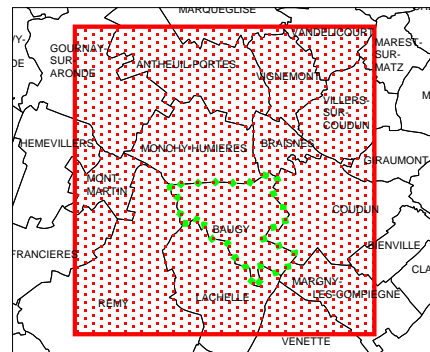 MARQUEGLISE
VANDELICOURT
GOURNAY-
SUR-
ARONDE
MAREST-
SUR-
MATZ
ANTHEUIL-PORTES
VIGNEMONT
VILLERS-
SUR-
COUDUN
HEMEVILLERS
MONCHY-HUMIERES
BRAISNES
GIRAUMONT
MONT-
MARTIN
COUDUN
BAUGY
BIENVILLE
FRANCIERES
MARGNY-
LES-COMPIEGNE
REMY
LACHELLE
VENETTE